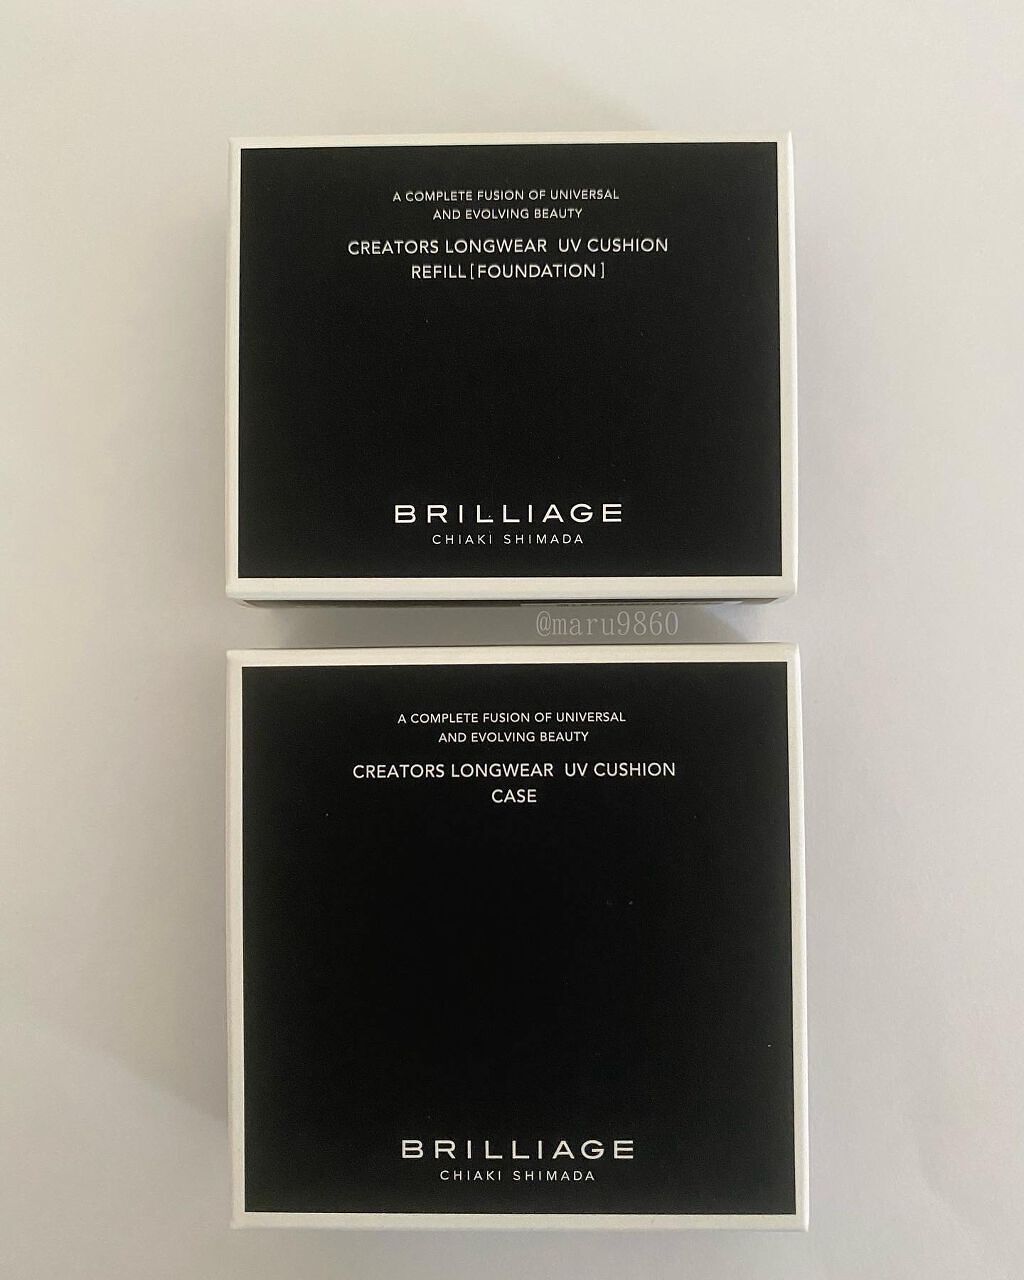 A COMPLETE FUSION OF UNIVERSAL
AND EVOLVING BEAUTY
CREATORS LONGWEAR UV CUSHION
REFILL [FOUNDATION]
BRILLIAGE
CHIAKI SHIMADA
@maru9860
A COMPLETE FUSION OF UNIVERSAL
AND EVOLVING BEAUTY
CREATORS LONGWEAR UV CUSHION
CASE
BRILLIAGE
CHIAKI SHIMADA